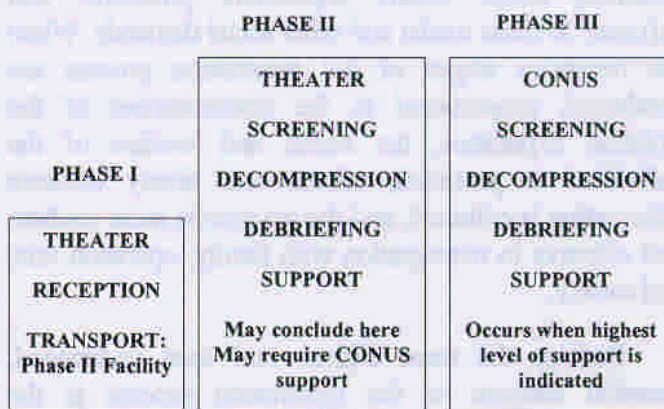 PHASE I
THEATER
RECEPTION
TRANSPORT:
Phase II Facility
PHASE II
THEATER
SCREENING
DECOMPRESSION
DEBRIEFING
SUPPORT
May conclude here
May require CONUS
support
PHASE III
CONUS
SCREENING
DECOMPRESSION
DEBRIEFING
SUPPORT
Occurs when highest
level of support is
indicated